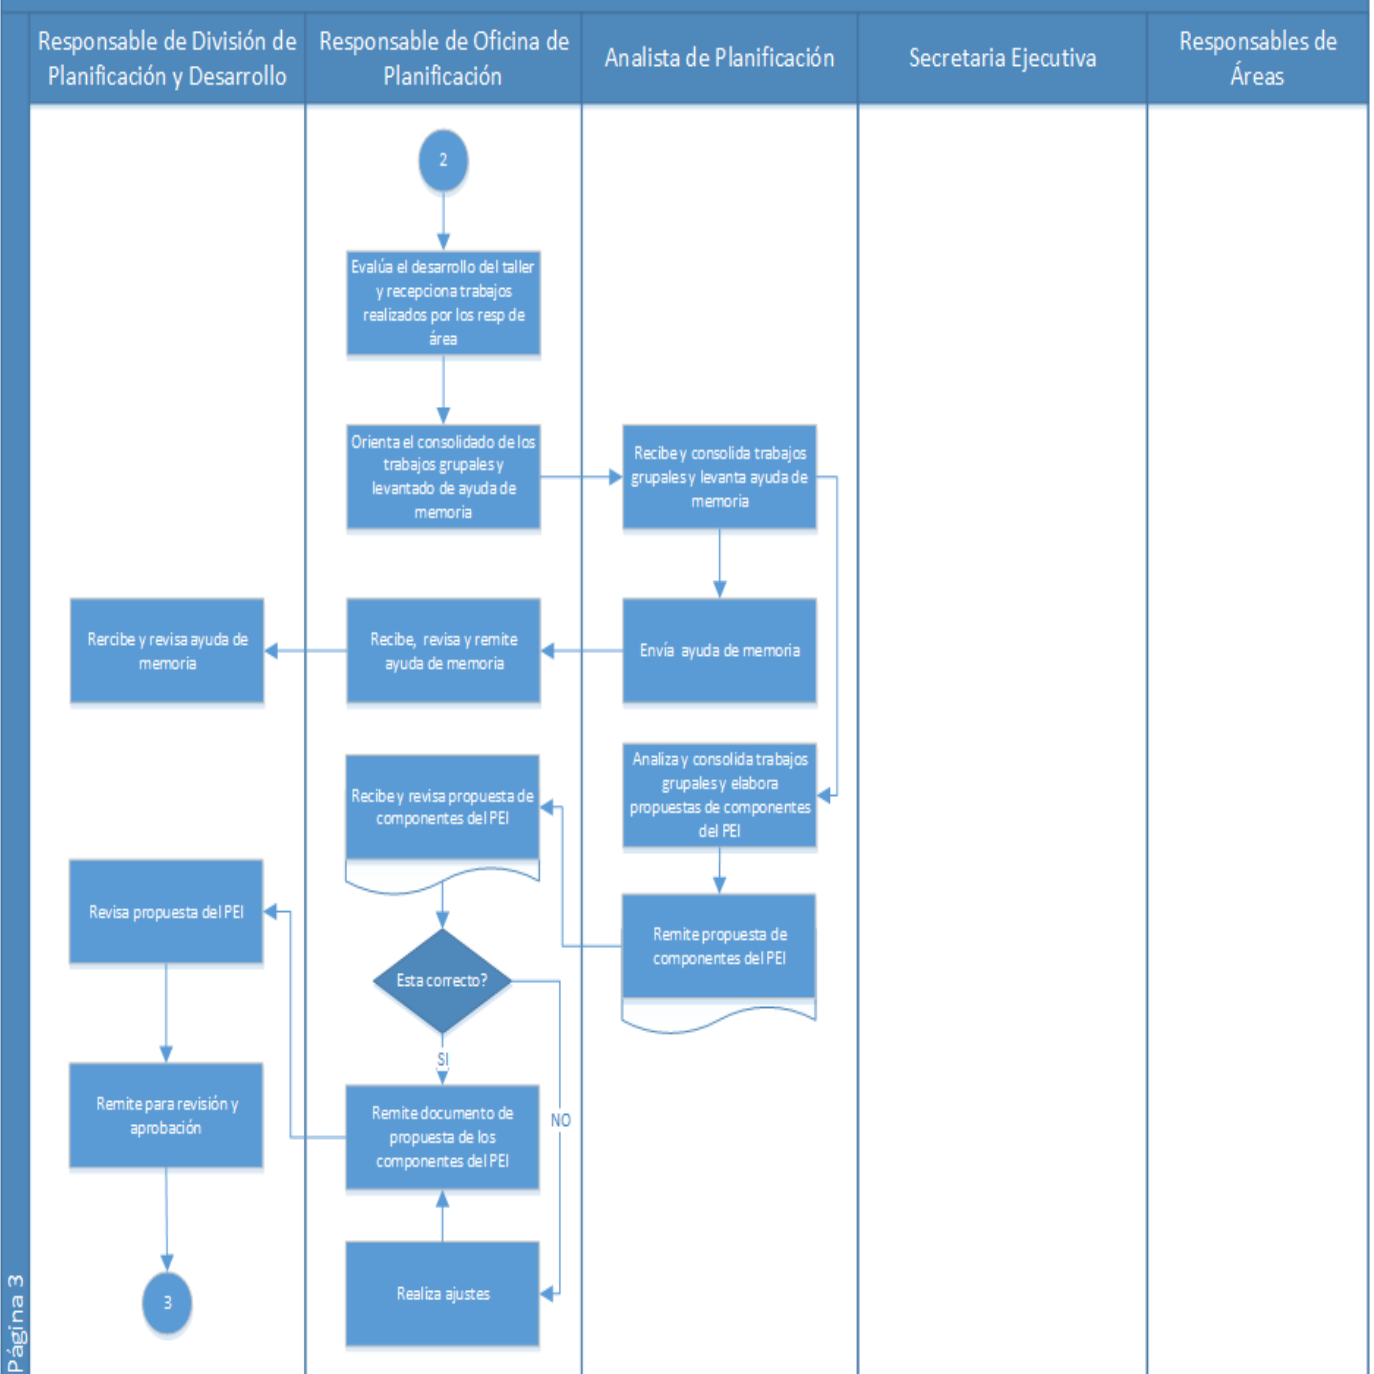 Responsable de División de
Planificación y Desarrollo
Responsable de Oficina de
Planificación
Analista de Planificación
Secretaria Ejecutiva
Responsables de
Áreas
2
Evalúa el desarrollo del taller
y recepciona trabajos
realizados por los resp de
área
Orienta el consolidado de los
trabajos grupales y
levantado de ayuda de
memoria
Recibe y consolida trabajos
grupales y levanta ayuda de
memoria
Rercibe y revisa ayuda de
memoria
Recibe, revisa y remite
ayuda de memoria
Envía ayuda de memoria
Analiza y consolida trabajos
grupales y elabora
propuestas de componentes
del PEI
Recibe y revisa propuesta de
componentes del PEI
Revisa propuesta del PEI
Remite propuesta de
componentes del PEI
Esta correcto?
SI
NO
Remite para revisión y
aprobación
Remite documento de
propuesta de los
componentes del PEI
Realiza ajustes
3
Página 3